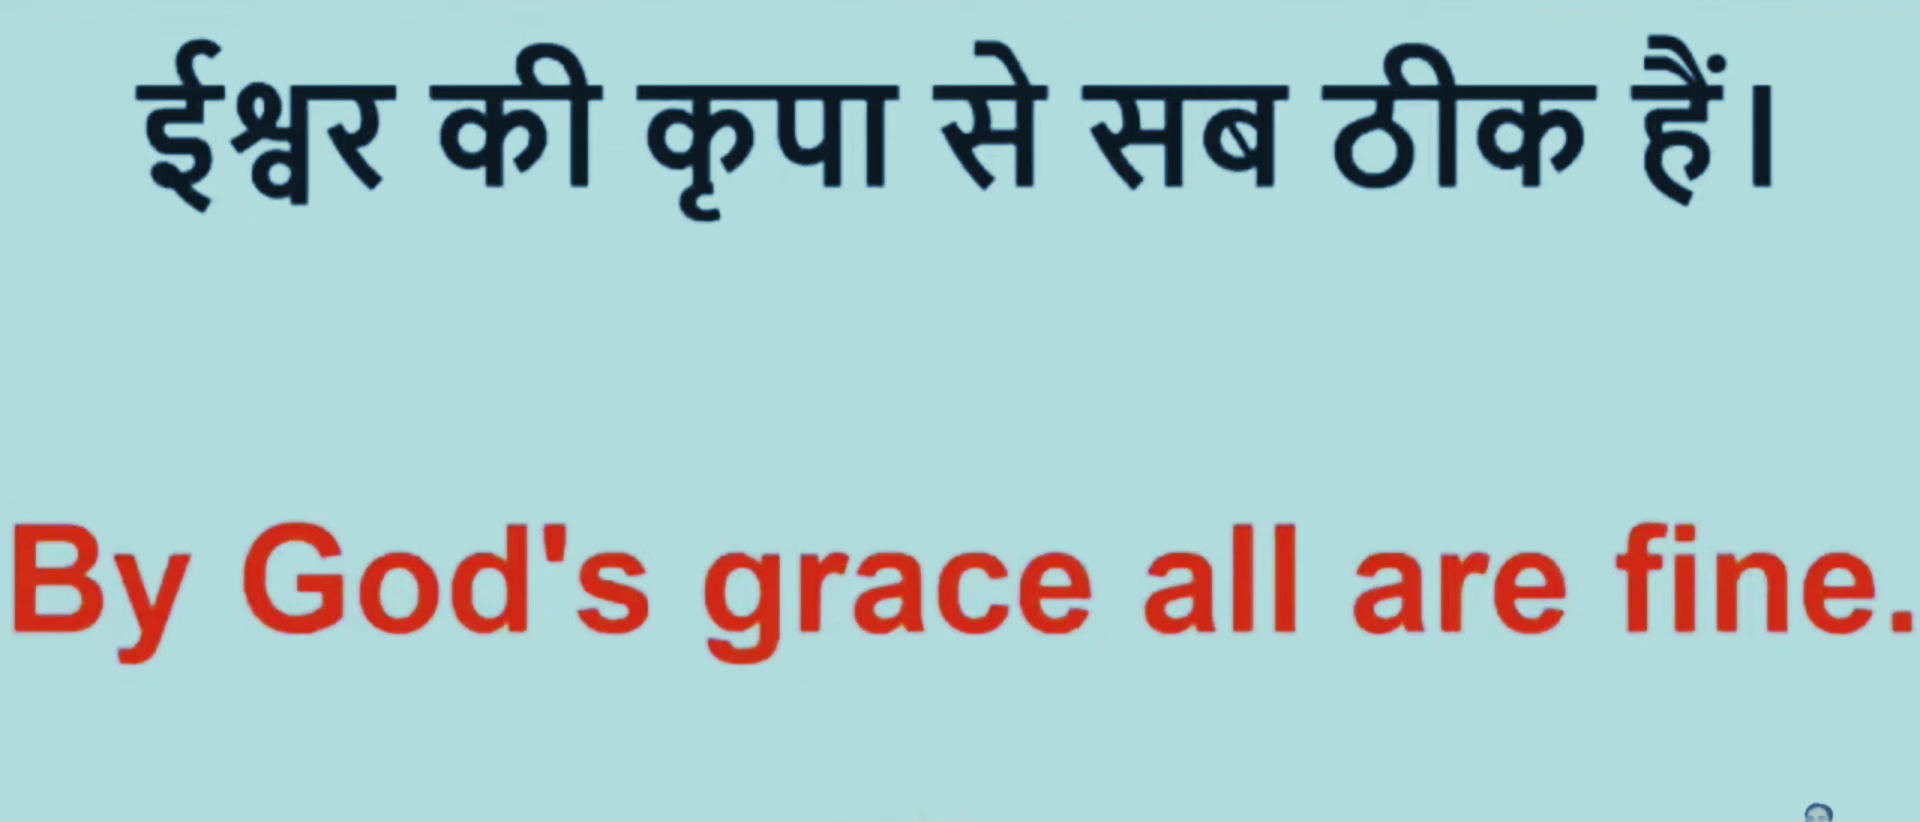 ईश्वर की कृपा से सब ठीक हैं।
By God's grace all are fine.